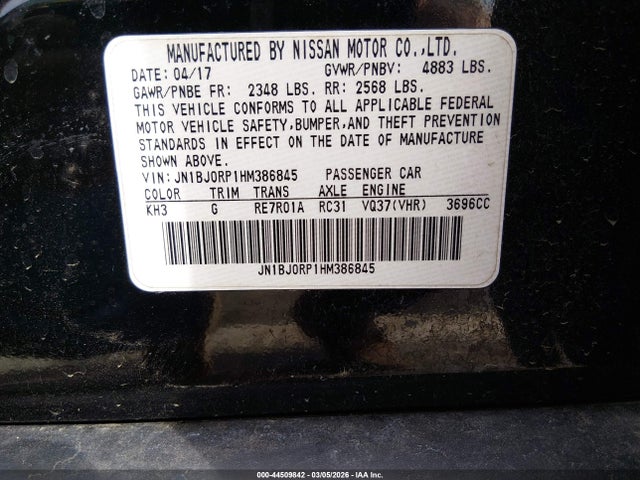 MANUFACTURED BY NISSAN MOTOR CO.,LTD.
DATE: 04/17 GVWR/PNBV: 4883 LBS.
GAWR/PNBE FR: 2348 LBS. RR: 2568 LBS.
THIS VEHICLE CONFORMS TO ALL APPLICABLE FEDERAL
MOTOR VEHICLE SAFETY,BUMPER,AND THEFT PREVENTION
STANDARDS IN EFFECT ON THE DATE OF MANUFACTURE
SHOWN ABOVE.
VIN: JN1BJ0RP1HM386845 PASSENGER CAR
COLOR TRIM TRANS AXLE ENGINE
KH3 G RE7R01A RC31 VQ37(VHR) 3696CC
JN1BJ0RP1HM386845
000-44509842 - 03/05/2026 - IAA Inc.